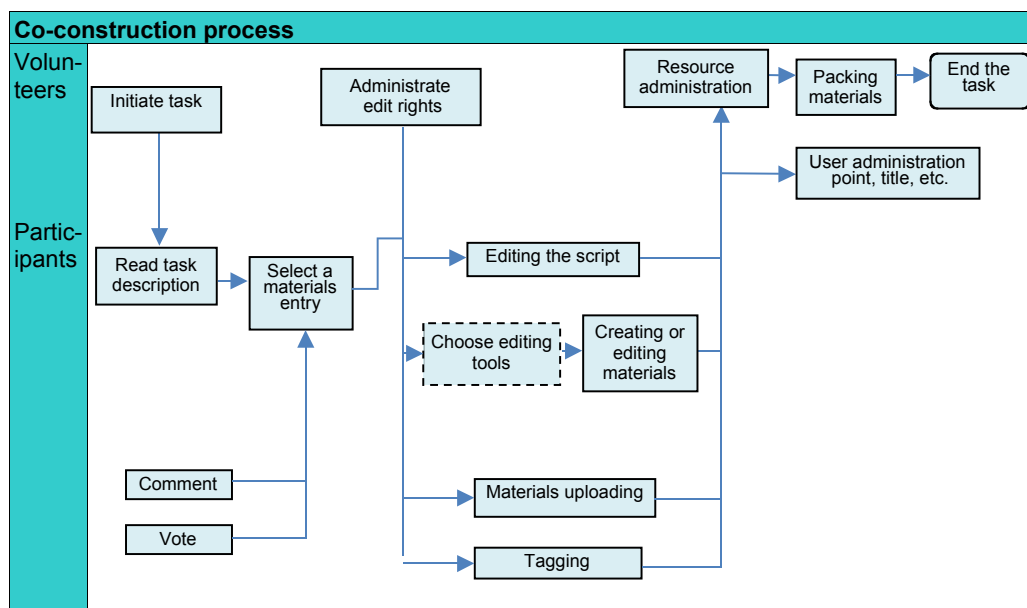 Co-construction process
Volun-
teers
Initiate task
Administrate
edit rights
Resource
administration
Packing
materials
End the
task
User administration
point, title, etc.
Partic-
ipants
Read task
description
Select a
materials
entry
Editing the script
Choose editing
tools
Creating or
editing
materials
Comment
Vote
Materials uploading
Tagging